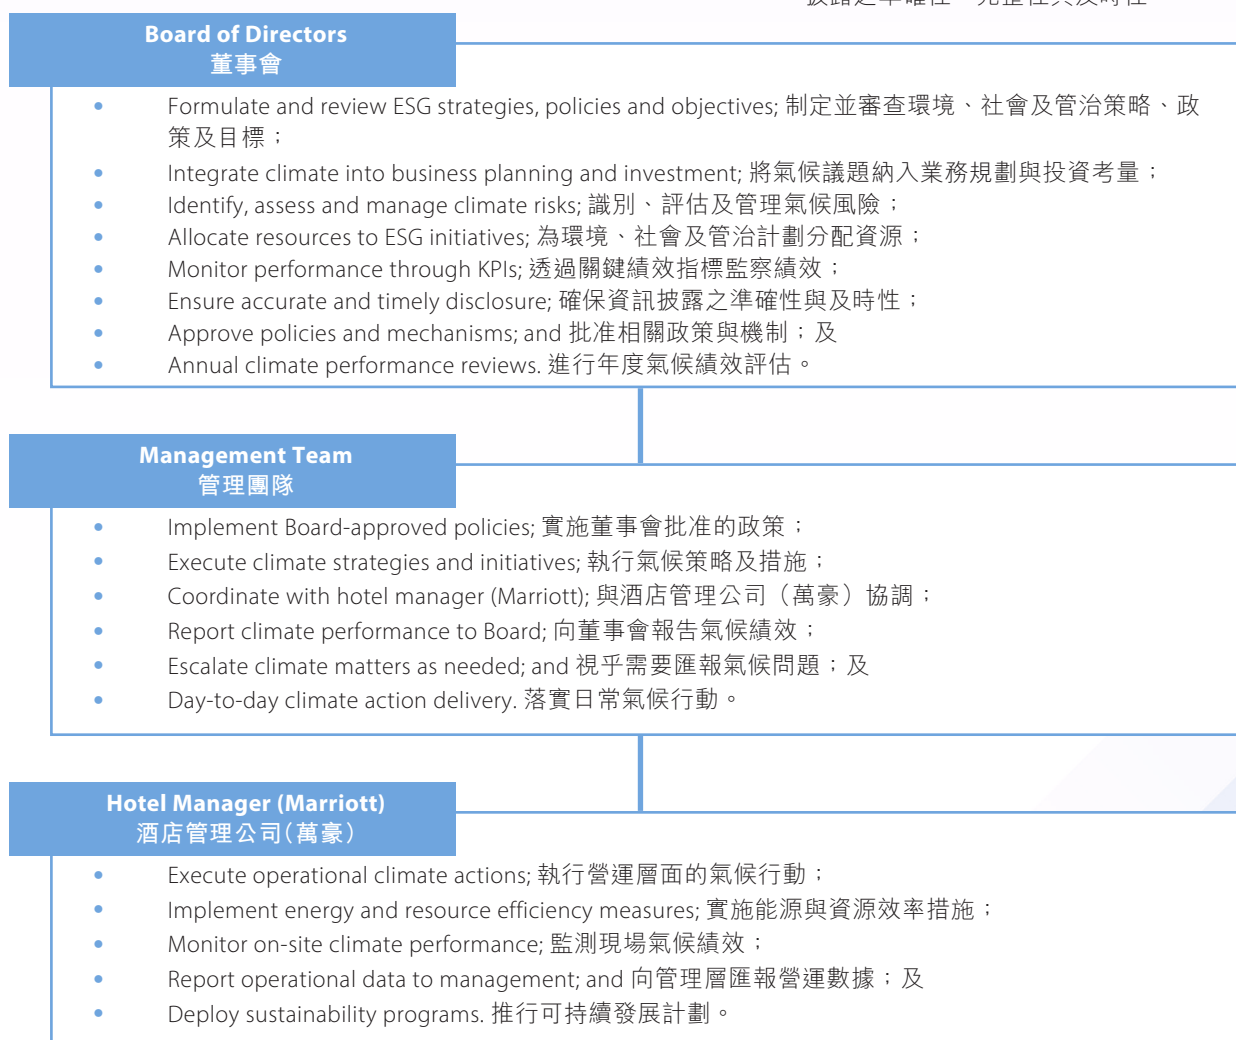 披露之準確性、完整性與及時性
Board of Directors
董事會
• Formulate and review ESG strategies, policies and objectives; 制定並審查環境、社會及管治策略、政
策及目標；
• Integrate climate into business planning and investment; 將氣候議題納入業務規劃與投資考量；
• Identify, assess and manage climate risks; 識別、評估及管理氣候風險；
• Allocate resources to ESG initiatives; 為環境、社會及管治計劃分配資源；
• Monitor performance through KPIs; 透過關鍵績效指標監察績效；
• Ensure accurate and timely disclosure; 確保資訊披露之準確性與及時性；
• Approve policies and mechanisms; and 批准相關政策與機制；及
• Annual climate performance reviews. 進行年度氣候績效評估。
Management Team
管理團隊
• Implement Board-approved policies; 實施董事會批准的政策；
• Execute climate strategies and initiatives; 執行氣候策略及措施；
• Coordinate with hotel manager (Marriott); 與酒店管理公司（萬豪）協調；
• Report climate performance to Board; 向董事會報告氣候績效；
• Escalate climate matters as needed; and 視乎需要匯報氣候問題；及
• Day-to-day climate action delivery. 落實日常氣候行動。
Hotel Manager (Marriott)
酒店管理公司（萬豪）
• Execute operational climate actions; 執行營運層面的氣候行動；
• Implement energy and resource efficiency measures; 實施能源與資源效率措施；
• Monitor on-site climate performance; 監測現場氣候績效；
• Report operational data to management; and 向管理層匯報營運數據；及
• Deploy sustainability programs. 推行可持續發展計劃。